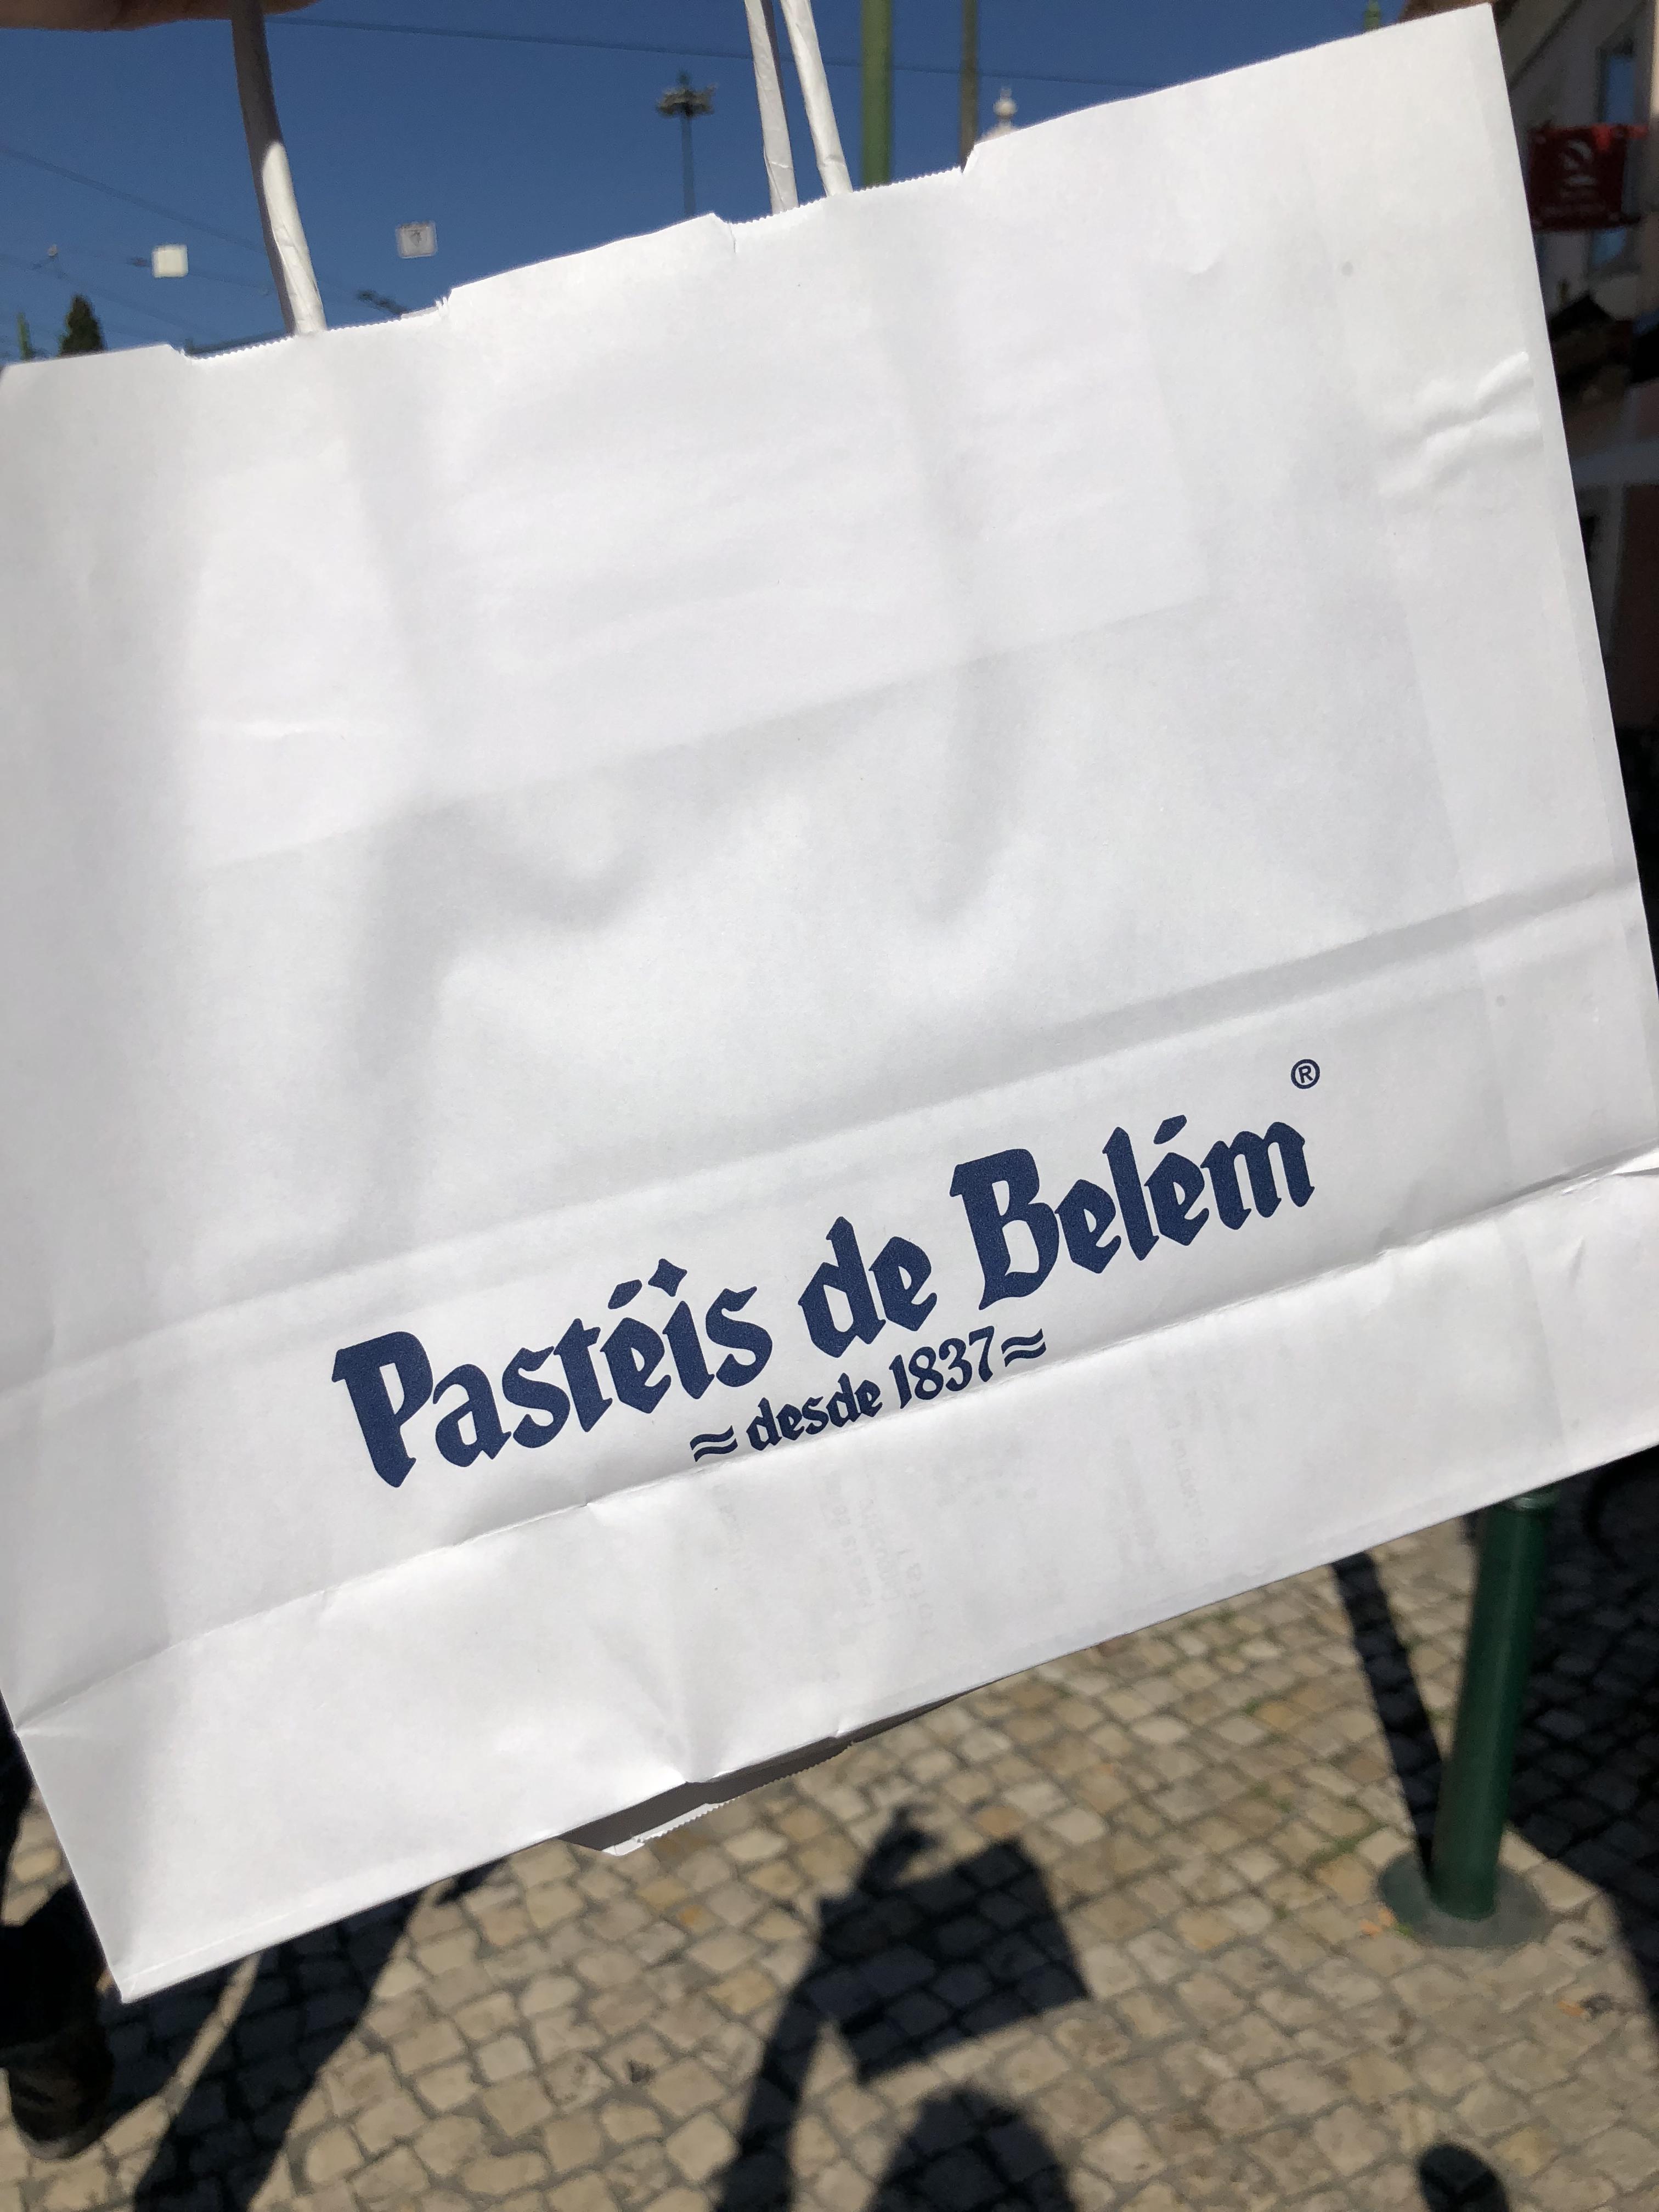 Pastéis de Belém®
≈desde 1837≈